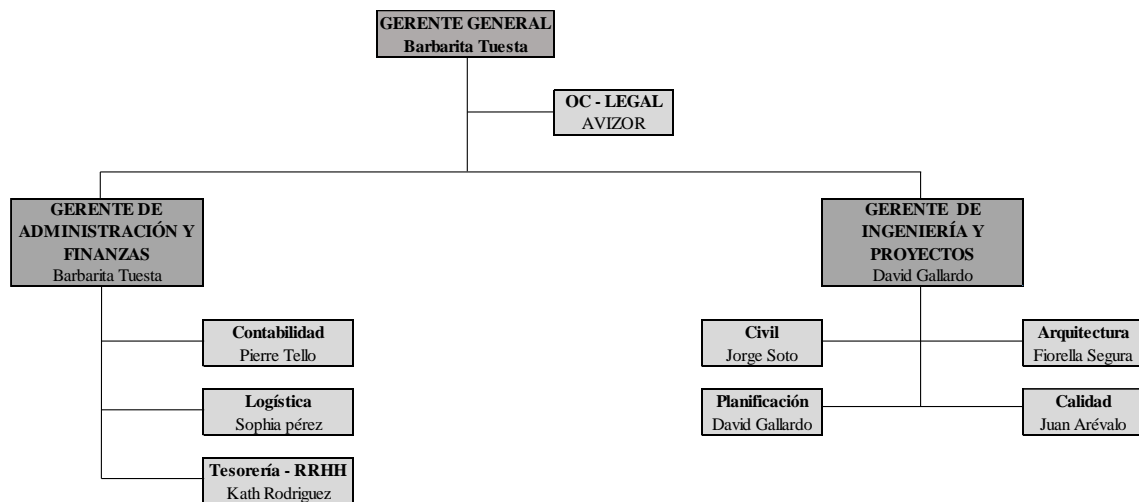 GERENTE GENERAL
Barbarita Tuesta
OC - LEGAL
AVIZOR
GERENTE DE
ADMINISTRACIÓN Y
FINANZAS
Barbarita Tuesta
GERENTE DE
INGENIERÍA Y
PROYECTOS
David Gallardo
Contabilidad
Pierre Tello
Logística
Sophia pérez
Tesorería - RRHH
Kath Rodriguez
Civil
Jorge Soto
Arquitectura
Fiorella Segura
Planificación
David Gallardo
Calidad
Juan Arévalo